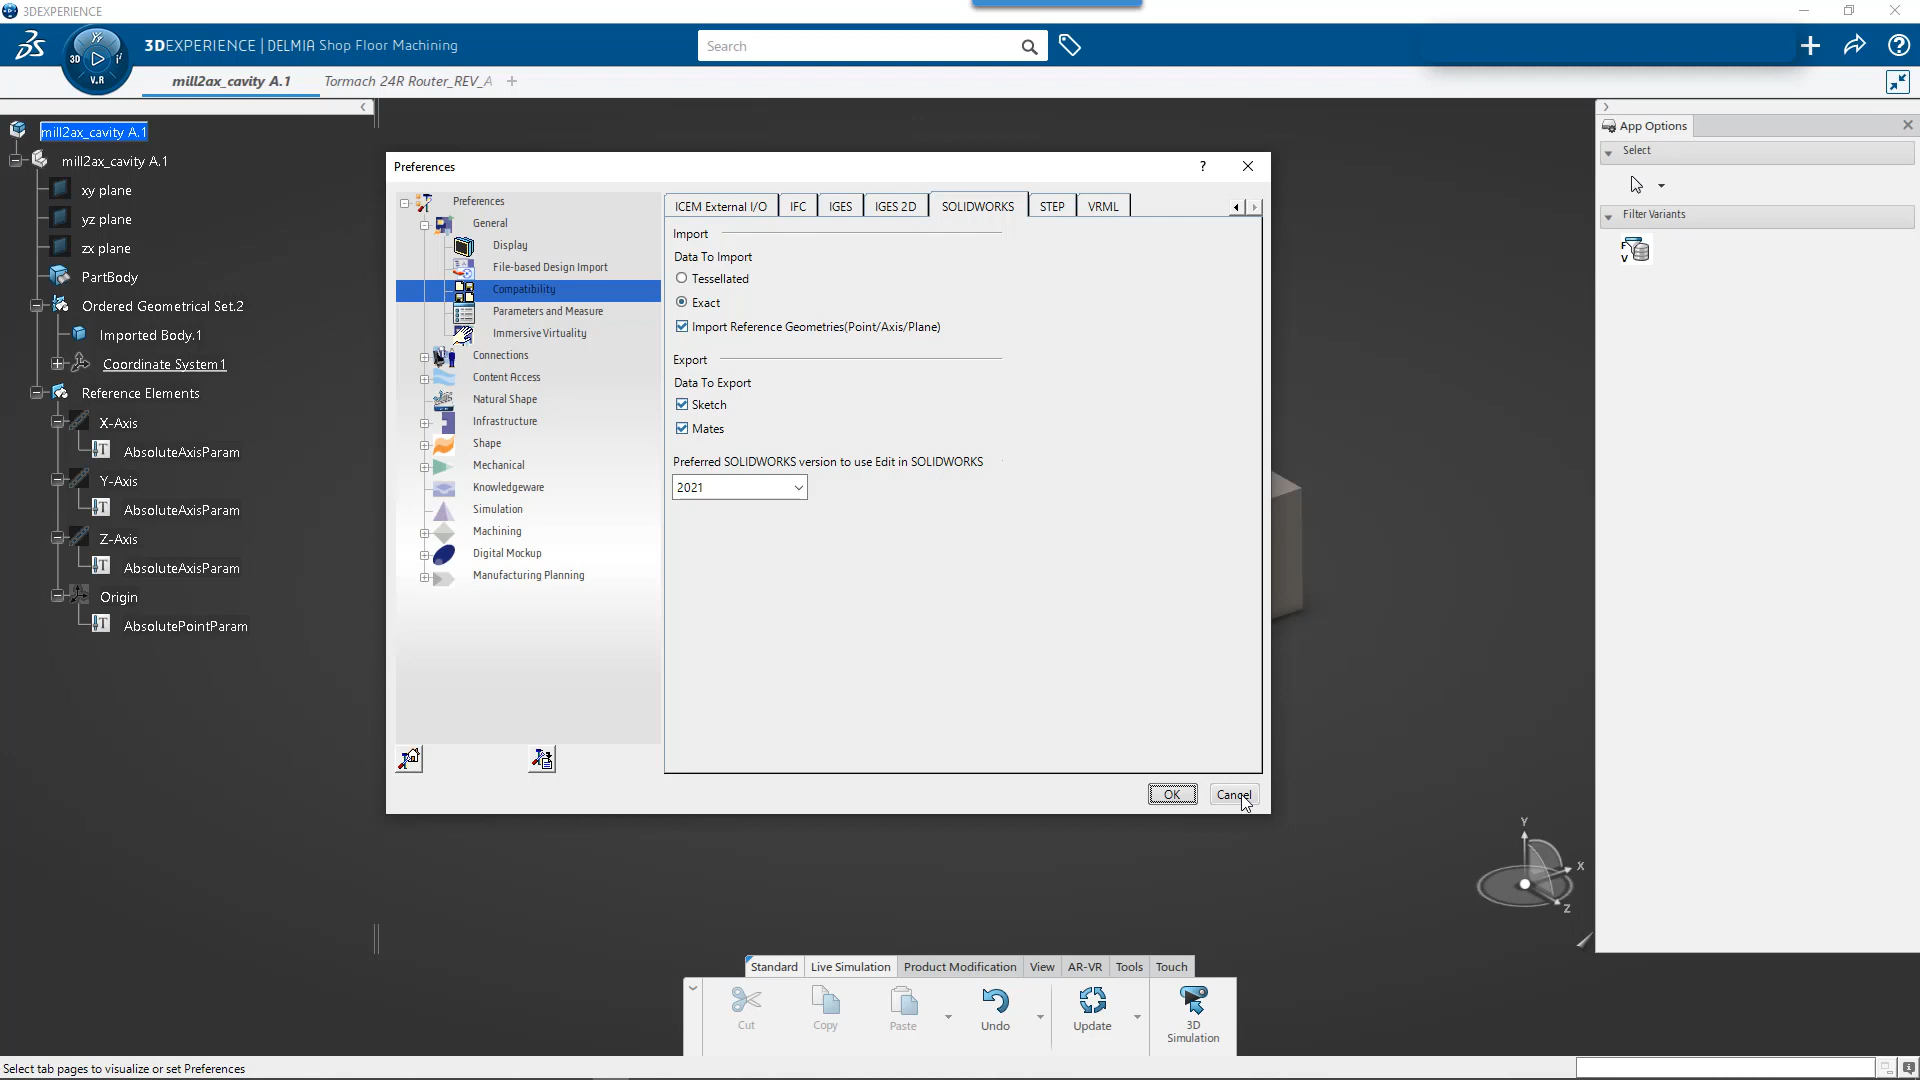 3DEXPERIENCE
3DEXPERIENCE | DELMIA Shop Floor Machining
Search
3D
V.R
mill2ax_cavity A.1
Tormach 24R Router_REV_A
mill2ax_cavity A.1
mill2ax_cavity A.1
xy plane
yz plane
zx plane
PartBody
Ordered Geometrical Set.2
Imported Body.1
Coordinate System1
Reference Elements
X-Axis
AbsoluteAxisParam
Y-Axis
AbsoluteAxisParam
Z-Axis
AbsoluteAxisParam
Origin
AbsolutePointParam
Preferences
Preferences
General
Display
File-based Design Import
Compatibility
Parameters and Measure
Immersive Virtuality
Connections
Content Access
Natural Shape
Infrastructure
Shape
Mechanical
Knowledgeware
Simulation
Machining
Digital Mockup
Manufacturing Planning
ICEM External I/O
IFC
IGES
IGES 2D
SOLIDWORKS
STEP
VRML
Import
Data To Import
Tessellated
Exact
Import Reference Geometries(Point/Axis/Plane)
Export
Data To Export
Sketch
Mates
Preferred SOLIDWORKS version to use Edit in SOLIDWORKS
2021
OK
Cancel
App Options
Select
Filter Variants
F
V
Y
X
Z
Standard
Live Simulation
Product Modification
View
AR-VR
Tools
Touch
Cut
Copy
Paste
Undo
Update
3D
Simulation
Select tab pages to visualize or set Preferences